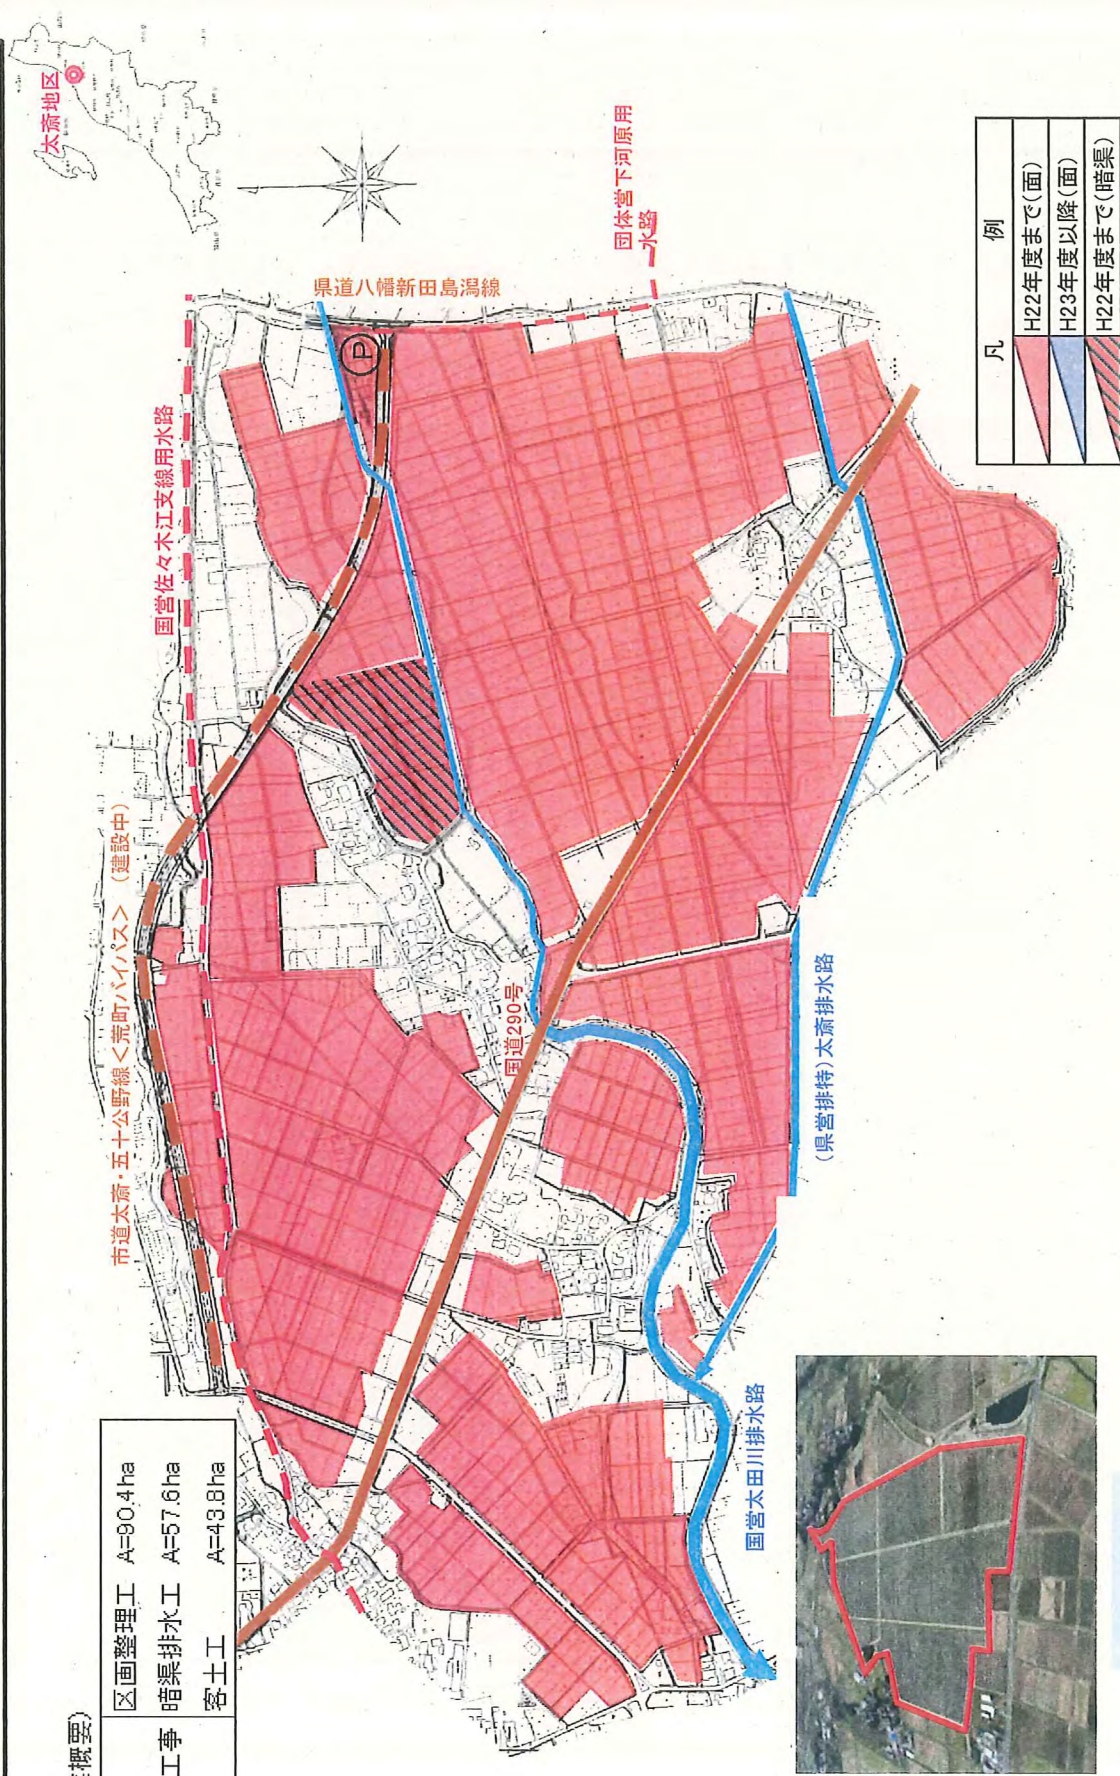 太斎地区
団体営下河原用
水路
県道八幡新田島潟線
Ⓟ
国営佐々木江支線用水路
市道太斎・五十公野線<荒町バイパス>(建設中)
国道290号
(県営排特)太斎排水路
国営太田川排水路
凡 例
H22年度まで(面)
H23年度以降(面)
H22年度まで(暗渠)
概要)
工事
区画整理工 A=90.4ha
暗渠排水工 A=57.6ha
客土工 A=43.8ha